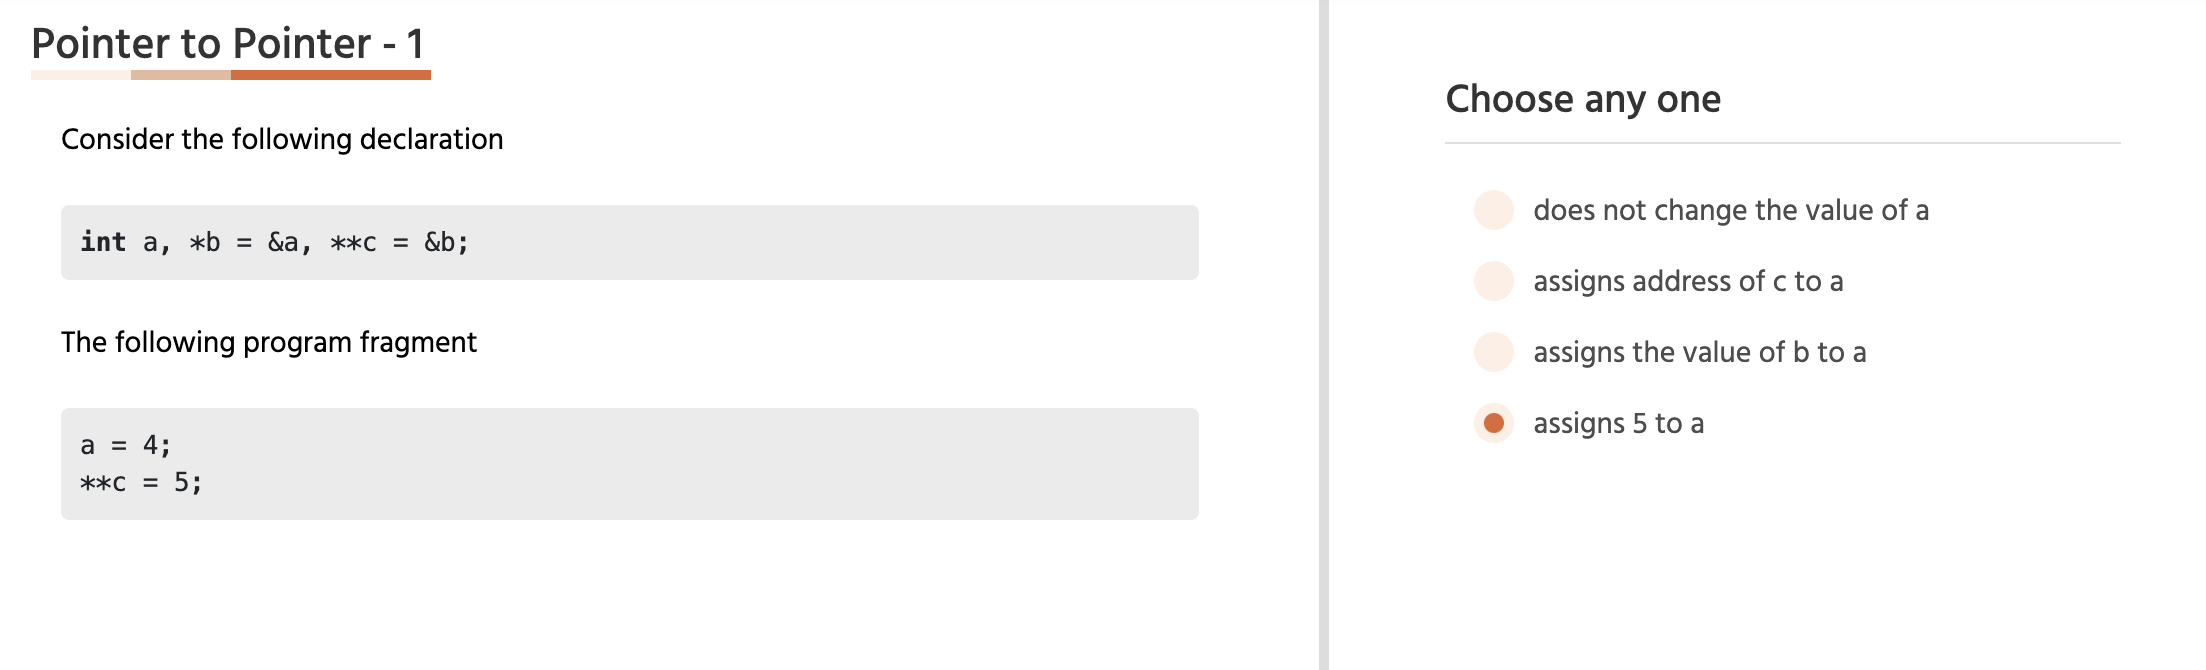 Pointer to Pointer - 1
Consider the following declaration
int a, *b = &a, **c = &b;
The following program fragment
a = 4;
**c = 5;
Choose any one
does not change the value of a
assigns address of c to a
assigns the value of b to a
assigns 5 to a